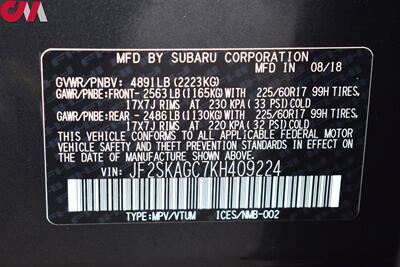 CM
MFD. BY SUBARU CORPORATION
GVWR/PNBV: 4891LB (2223KG) MFD IN 08/18
GAWR/PNBE:FRONT- 2563 LB (1165KG)WITH 225/60R17 99H TIRES,
17X7J RIMS AT 230 KPA (33 PSI)COLD
GAWR/PNBE:REAR - 2486 LB (1130KG)WITH 225/60R17 99H TIRES,
17X7J RIMS AT 220 KPA (32 PSI)COLD
THIS VEHICLE CONFORMS TO ALL APPLICABLE FEDERAL MOTOR
VEHICLE SAFETY, BUMPER, AND THEFT PREVENTION STANDARDS
IN EFFECT ON THE DATE OF MANUFACTURE SHOWN ABOVE.
VIN: JF2SKAGC7KH409224
TYPE:MPV/VTUM ICES/NMB-002